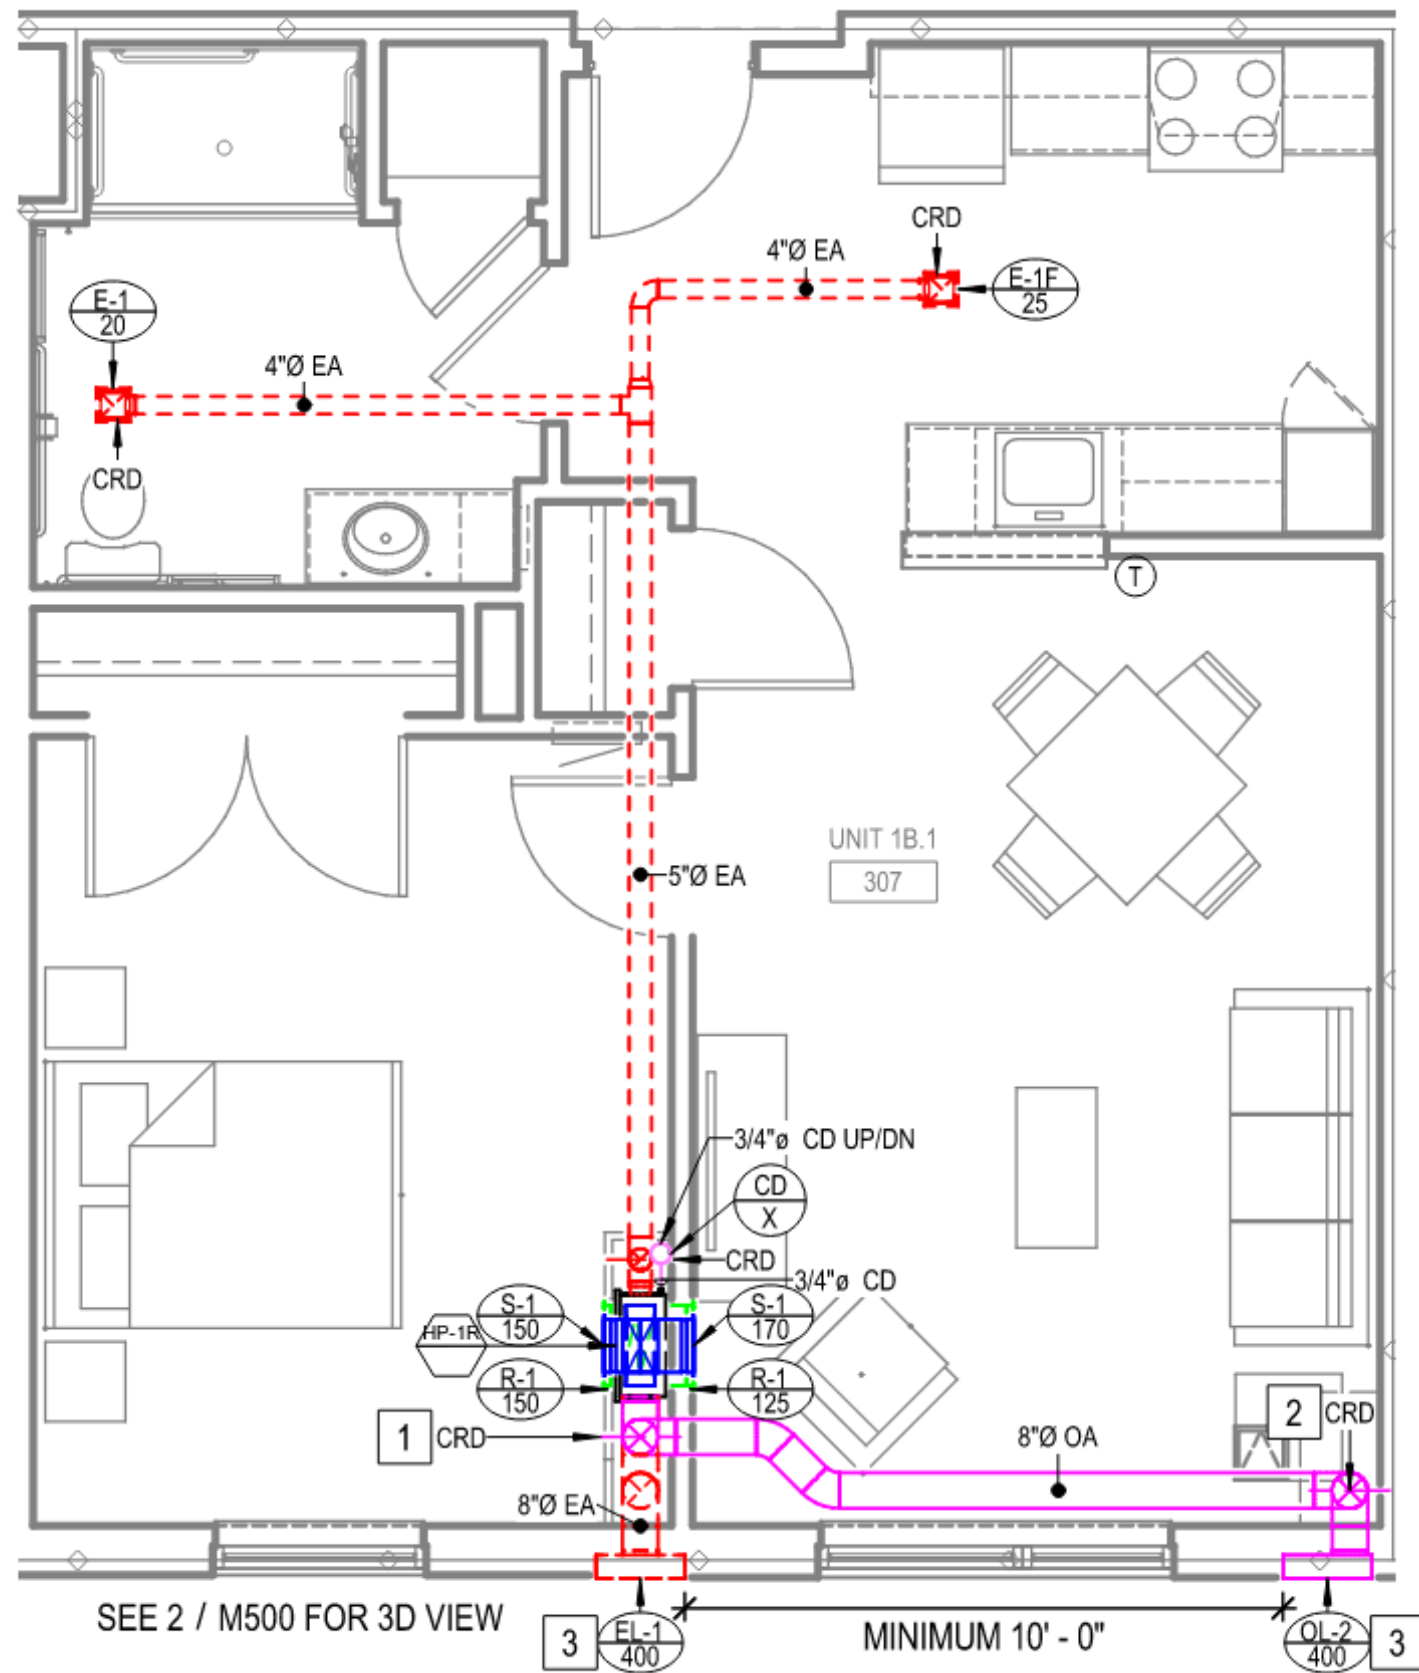 CRD
4"Ø EA
E-1F
25
E-1
20
4"Ø EA
CRD
T
UNIT 1B.1
307
5"Ø EA
3/4"ø CD UP/DN
CD
X
CRD
3/4"ø CD
S-1
150
S-1
170
HP-1R
R-1
150
R-1
125
1 CRD
2 CRD
8"Ø OA
8"Ø EA
SEE 2 / M500 FOR 3D VIEW
3
EL-1
400
MINIMUM 10' - 0"
OL-2
400
3